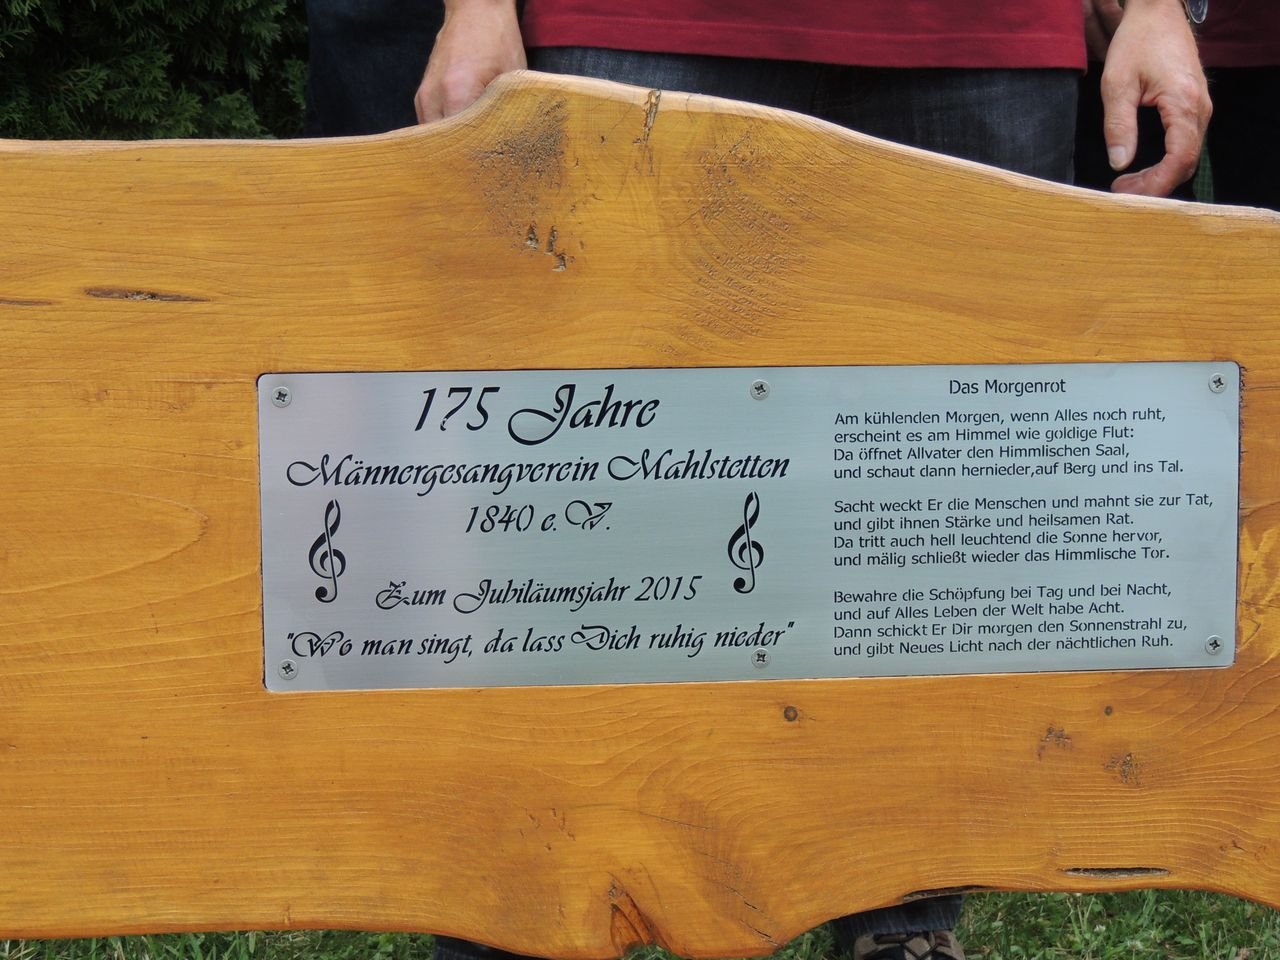 175 Jahre
Männergesangverein Mahlstetten
1840 e. V.
Zum Jubiläumsjahr 2015
"Wo man singt, da lass Dich ruhig nieder"
Das Morgenrot
Am kühlenden Morgen, wenn Alles noch ruht,
erscheint es am Himmel wie goldige Flut:
Da öffnet Allvater den Himmlischen Saal,
und schaut dann hernieder,auf Berg und ins Tal.
Sacht weckt Er die Menschen und mahnt sie zur Tat,
und gibt ihnen Stärke und heilsamen Rat.
Da tritt auch hell leuchtend die Sonne hervor,
und mälig schließt wieder das Himmlische Tor.
Bewahre die Schöpfung bei Tag und bei Nacht,
und auf Alles Leben der Welt habe Acht.
Dann schickt Er Dir morgen den Sonnenstrahl zu,
und gibt Neues Licht nach der nächtlichen Ruh.